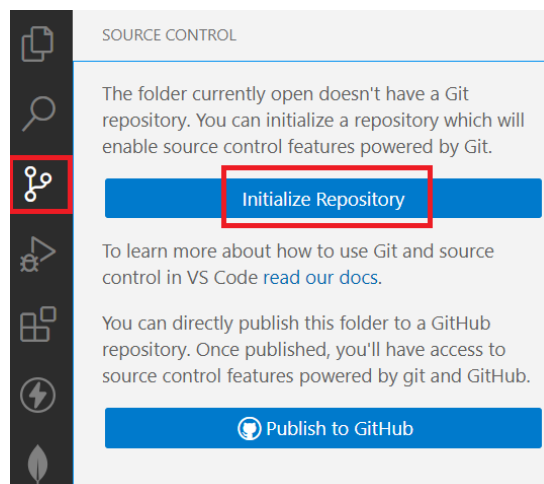 SOURCE CONTROL
The folder currently open doesn't have a Git
repository. You can initialize a repository which will
enable source control features powered by Git.
Initialize Repository
To learn more about how to use Git and source
control in VS Code read our docs.
You can directly publish this folder to a GitHub
repository. Once published, you'll have access to
source control features powered by git and GitHub.
Publish to GitHub